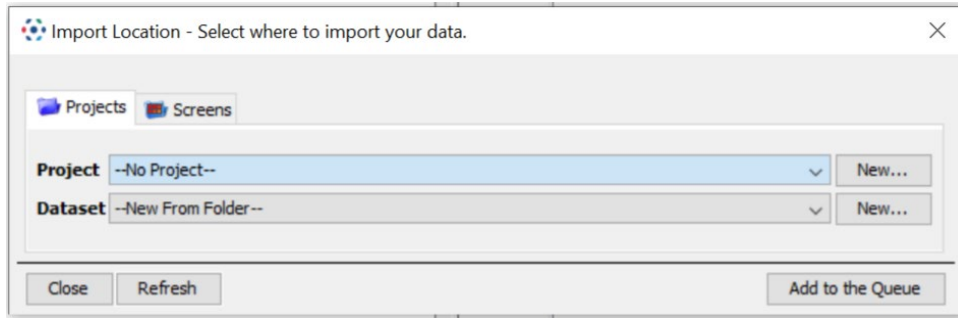 Import Location - Select where to import your data.
Projects Screens
Project --No Project-- New...
Dataset --New From Folder-- New...
Close Refresh Add to the Queue